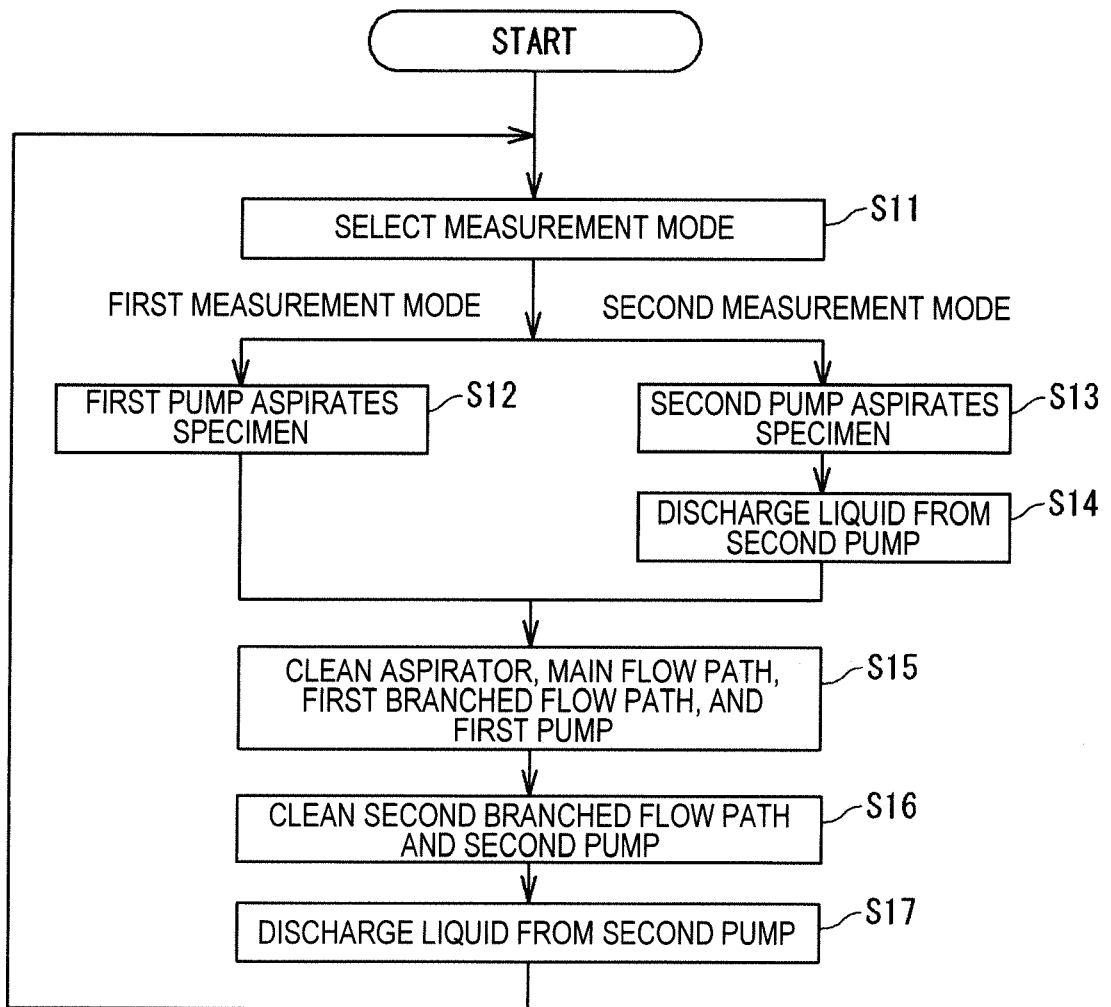 START
SELECT MEASUREMENT MODE
S11
FIRST MEASUREMENT MODE
SECOND MEASUREMENT MODE
FIRST PUMP ASPIRATES
SPECIMEN
S12
SECOND PUMP ASPIRATES
SPECIMEN
S13
DISCHARGE LIQUID FROM
SECOND PUMP
S14
CLEAN ASPIRATOR, MAIN FLOW PATH,
FIRST BRANCHED FLOW PATH, AND
FIRST PUMP
S15
CLEAN SECOND BRANCHED FLOW PATH
AND SECOND PUMP
S16
DISCHARGE LIQUID FROM SECOND PUMP
S17